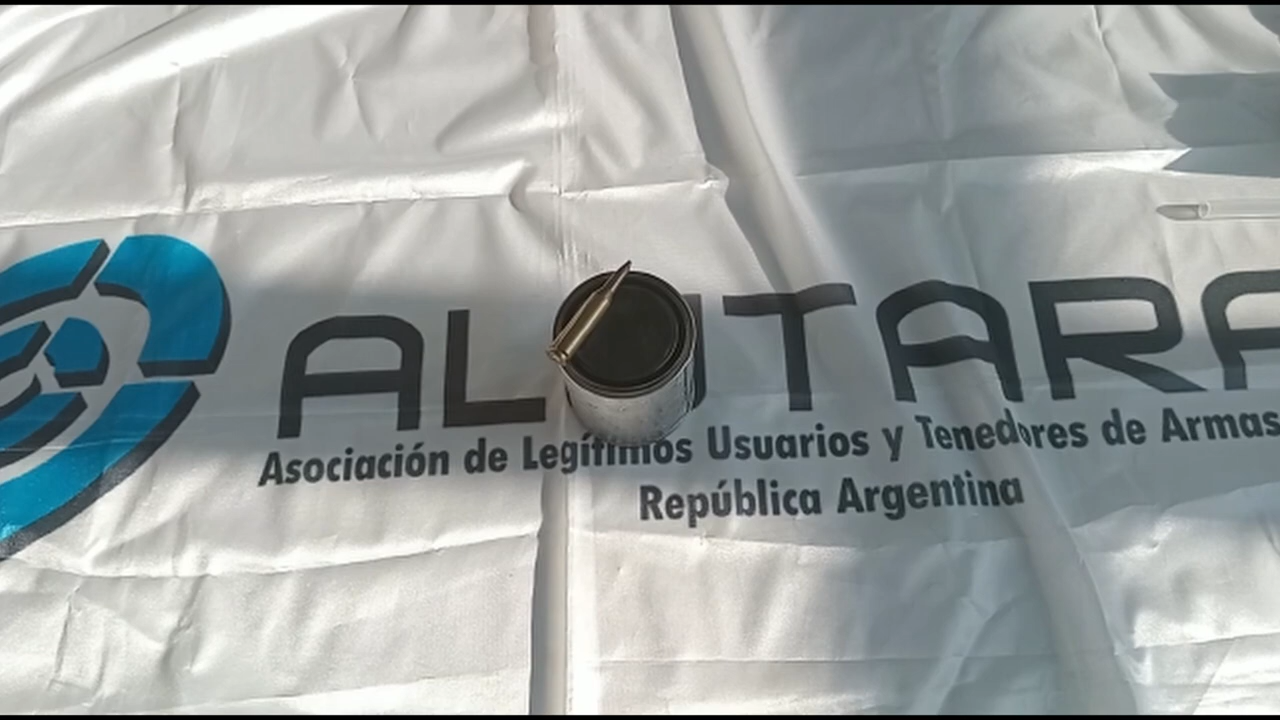 Asociación de Legítimos Usuarios y Tenedores de Armas
República Argentina